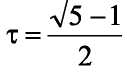 τ = (√5 − 1) / 2